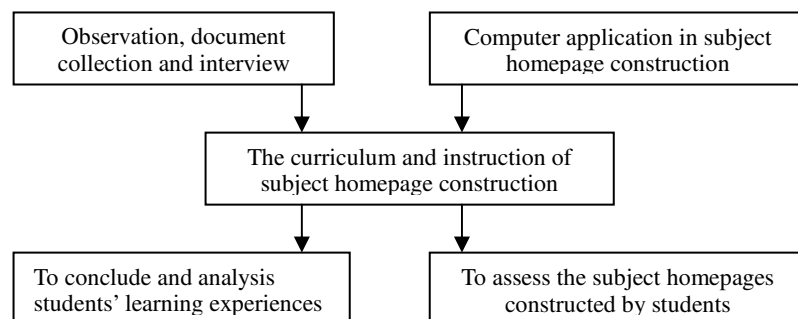 Observation, document
collection and interview
Computer application in subject
homepage construction
The curriculum and instruction of
subject homepage construction
To conclude and analysis
students’ learning experiences
To assess the subject homepages
constructed by students